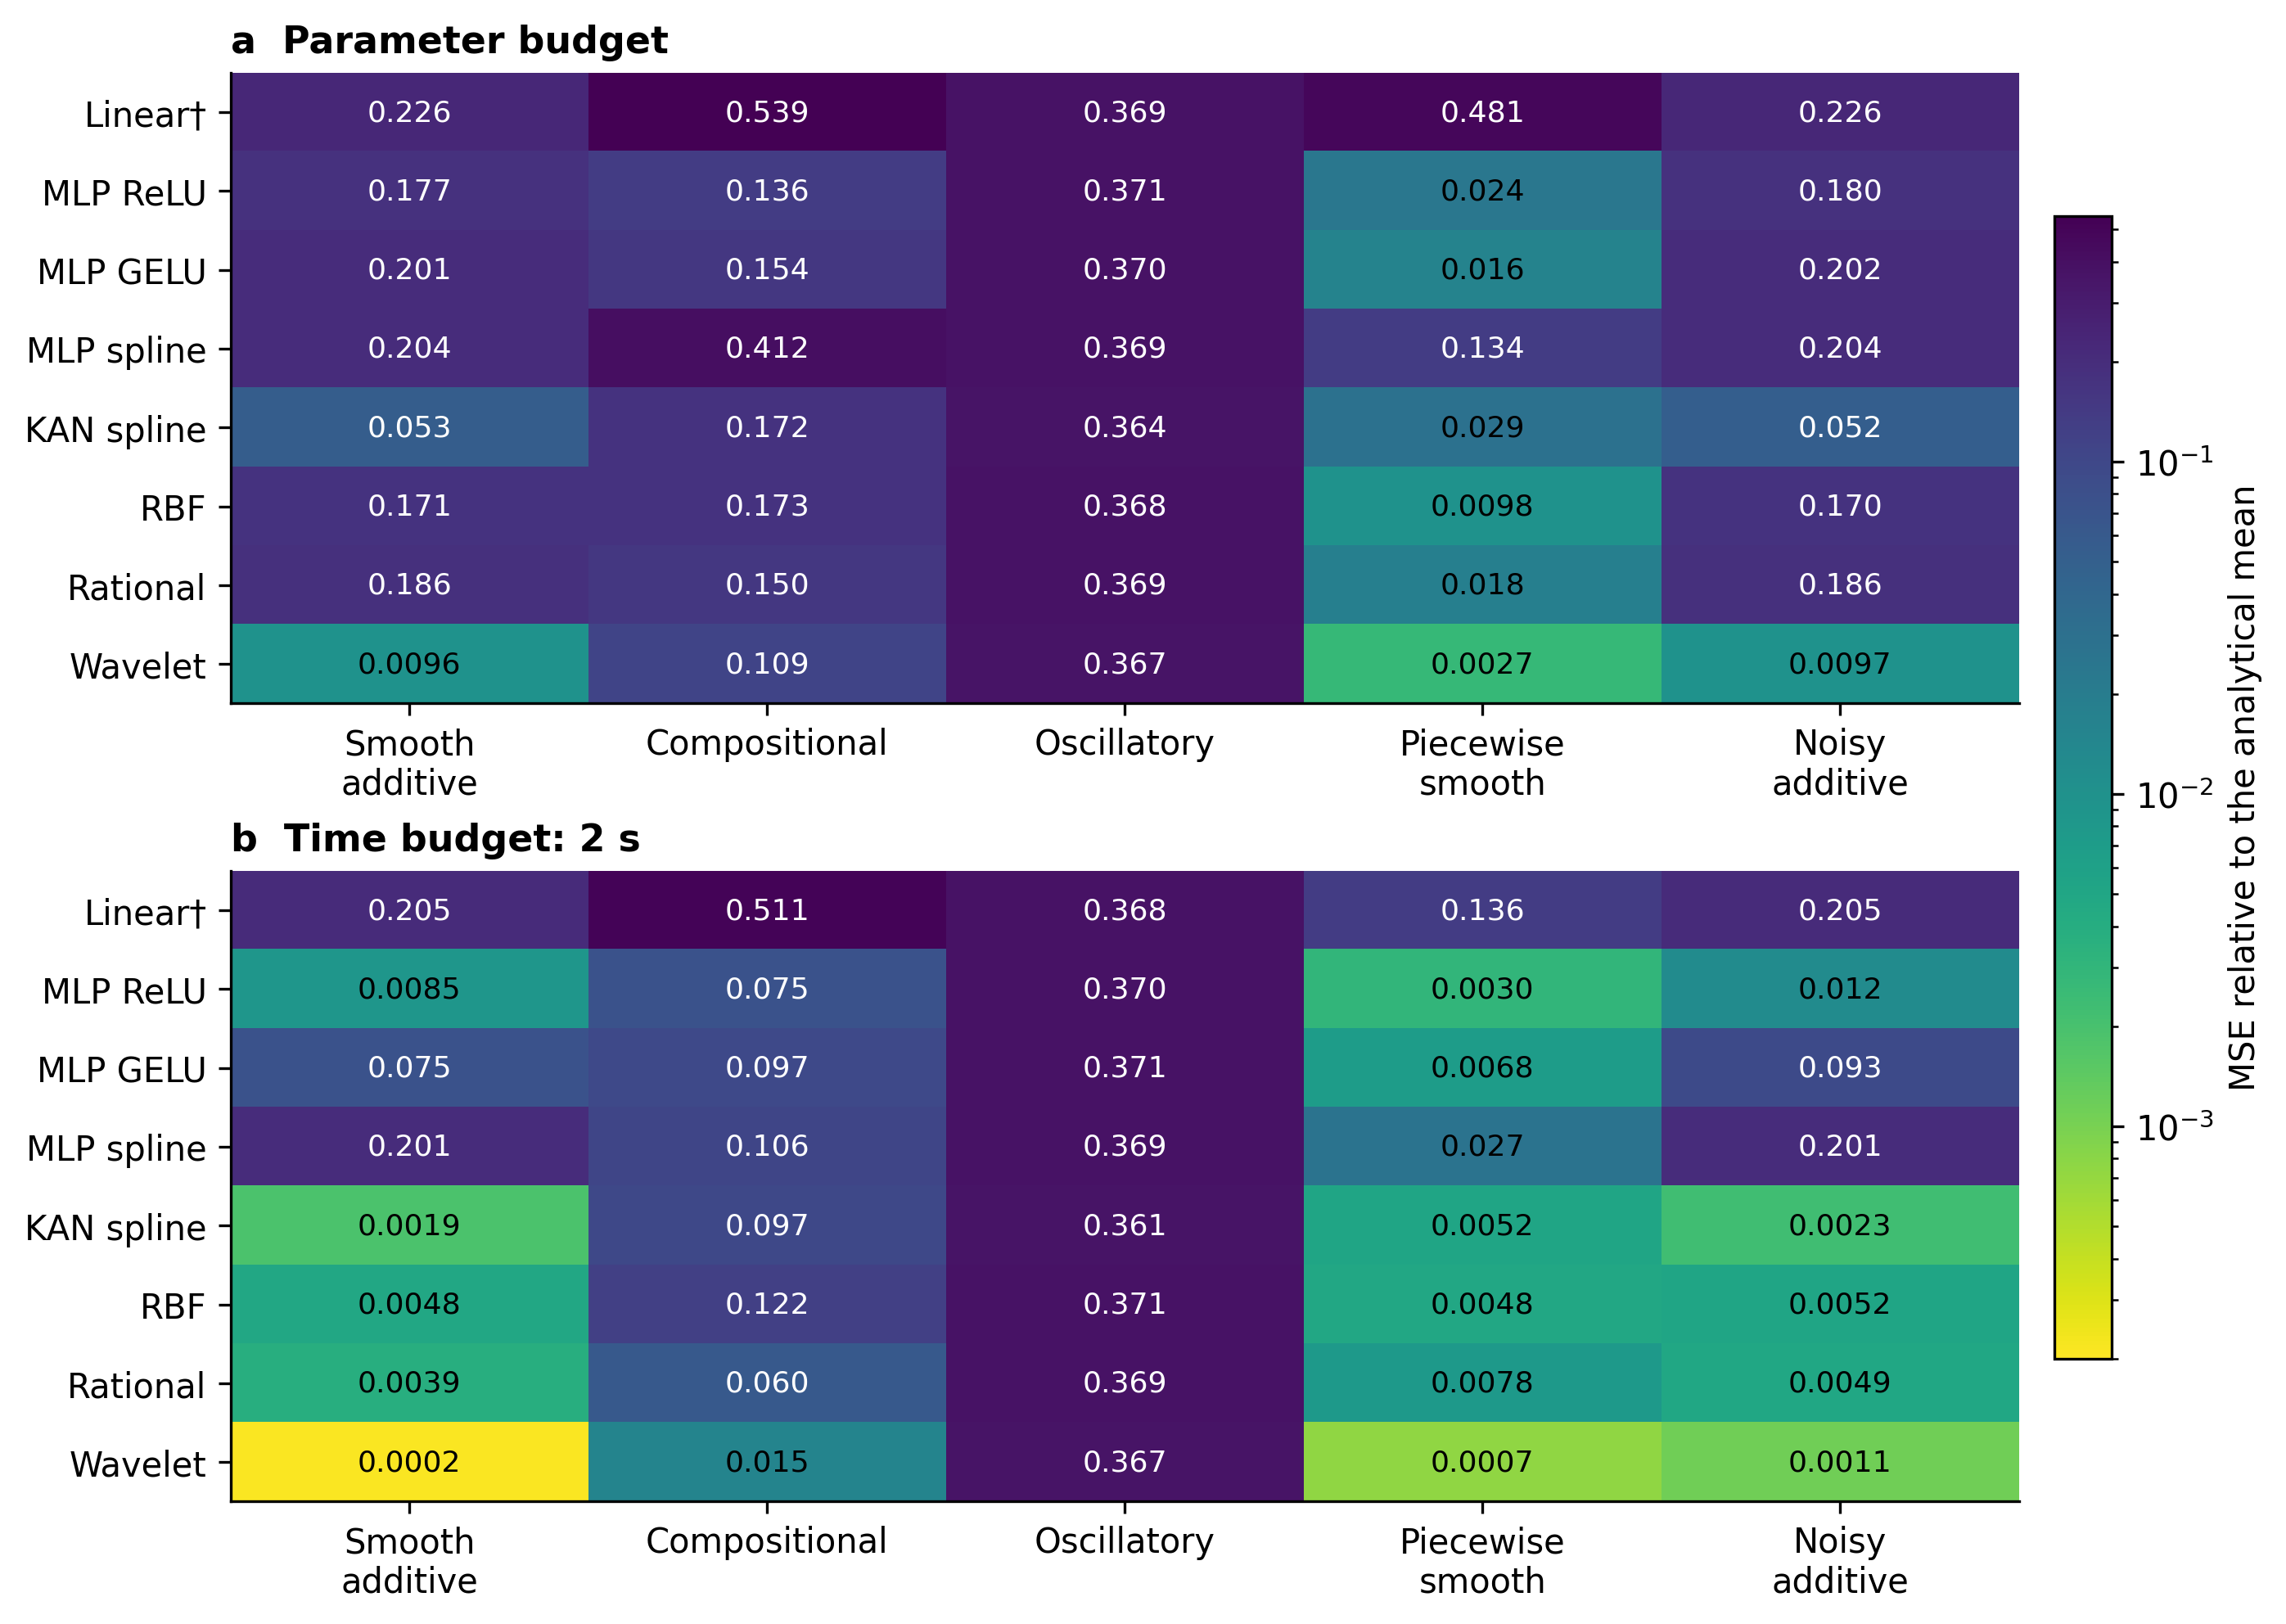 a  Parameter budget
Linear† 0.226 0.539 0.369 0.481 0.226
MLP ReLU 0.177 0.136 0.371 0.024 0.180
MLP GELU 0.201 0.154 0.370 0.016 0.202
MLP spline 0.204 0.412 0.369 0.134 0.204
KAN spline 0.053 0.172 0.364 0.029 0.052
RBF 0.171 0.173 0.368 0.0098 0.170
Rational 0.186 0.150 0.369 0.018 0.186
Wavelet 0.0096 0.109 0.367 0.0027 0.0097
Smooth Compositional Oscillatory Piecewise Noisy
additive smooth additive
b  Time budget: 2 s
Linear† 0.205 0.511 0.368 0.136 0.205
MLP ReLU 0.0085 0.075 0.370 0.0030 0.012
MLP GELU 0.075 0.097 0.371 0.0068 0.093
MLP spline 0.201 0.106 0.369 0.027 0.201
KAN spline 0.0019 0.097 0.361 0.0052 0.0023
RBF 0.0048 0.122 0.371 0.0048 0.0052
Rational 0.0039 0.060 0.369 0.0078 0.0049
Wavelet 0.0002 0.015 0.367 0.0007 0.0011
Smooth Compositional Oscillatory Piecewise Noisy
additive smooth additive
10⁻¹
10⁻²
10⁻³
MSE relative to the analytical mean